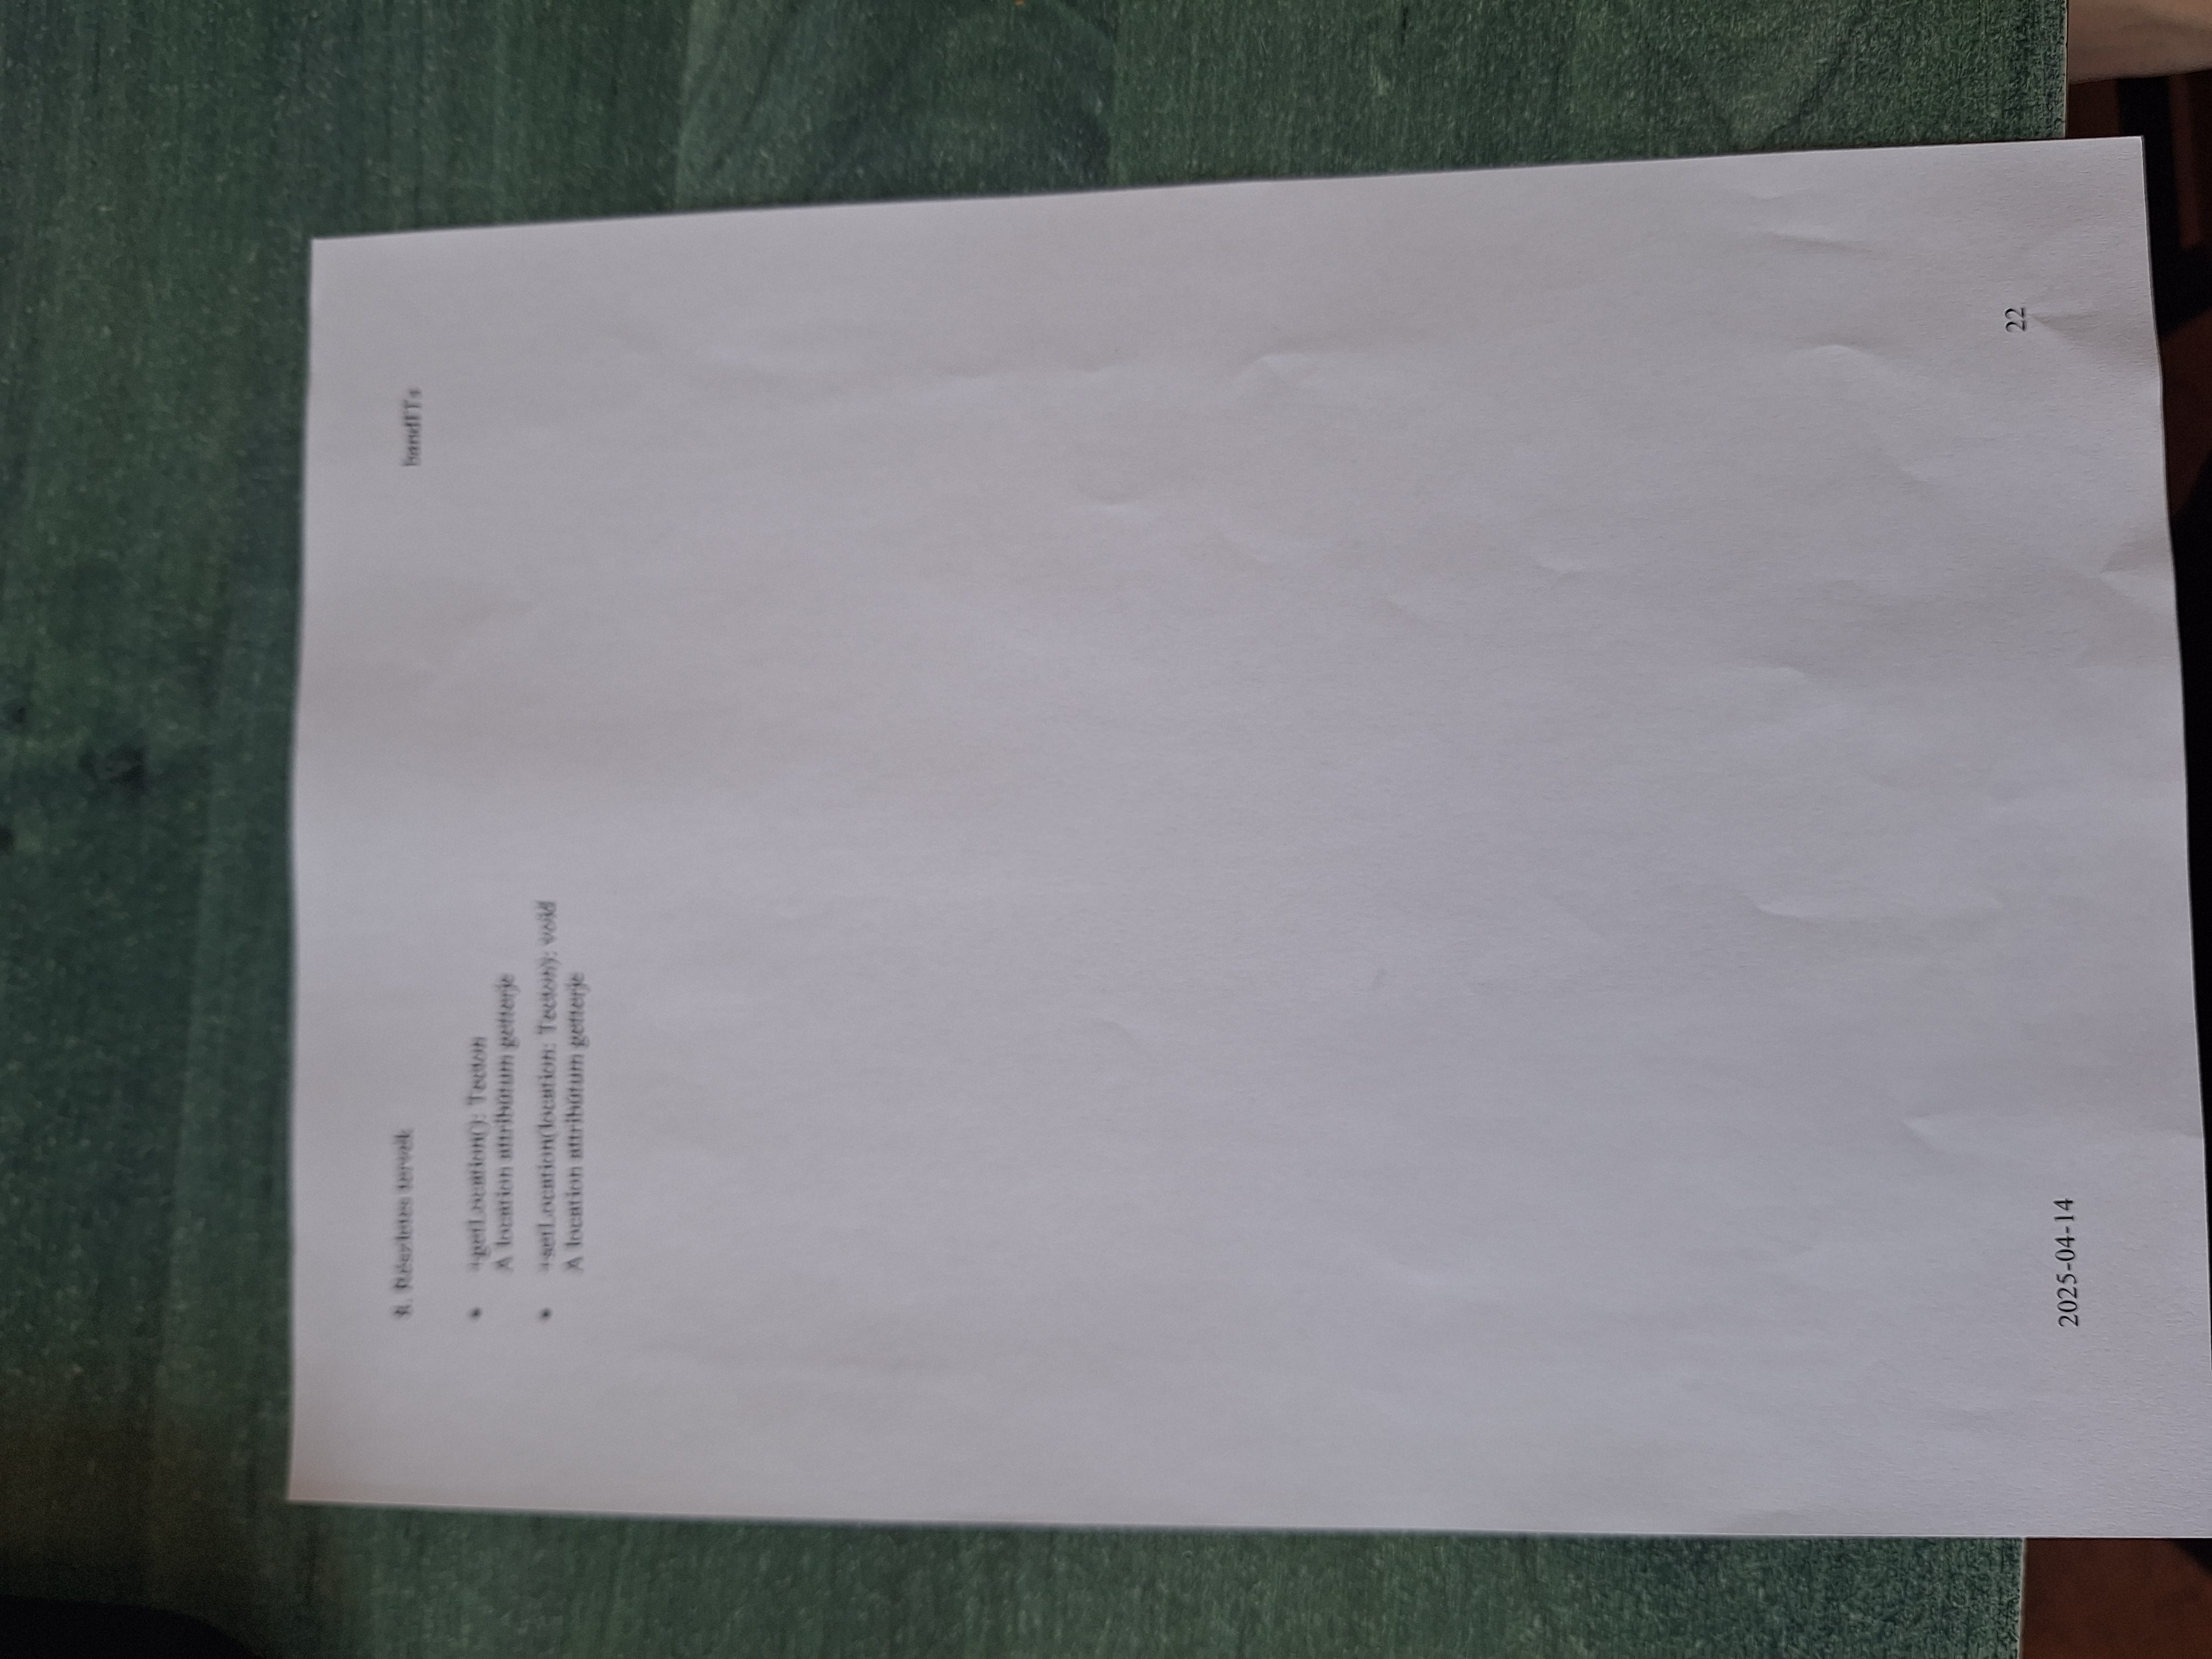 8. Részletes tervek
bandITs
+getLocation(): Tecton
A location attribútum getterje
+setLocation(location: Tecton): void
A location attribútum getterje
22
2025-04-14